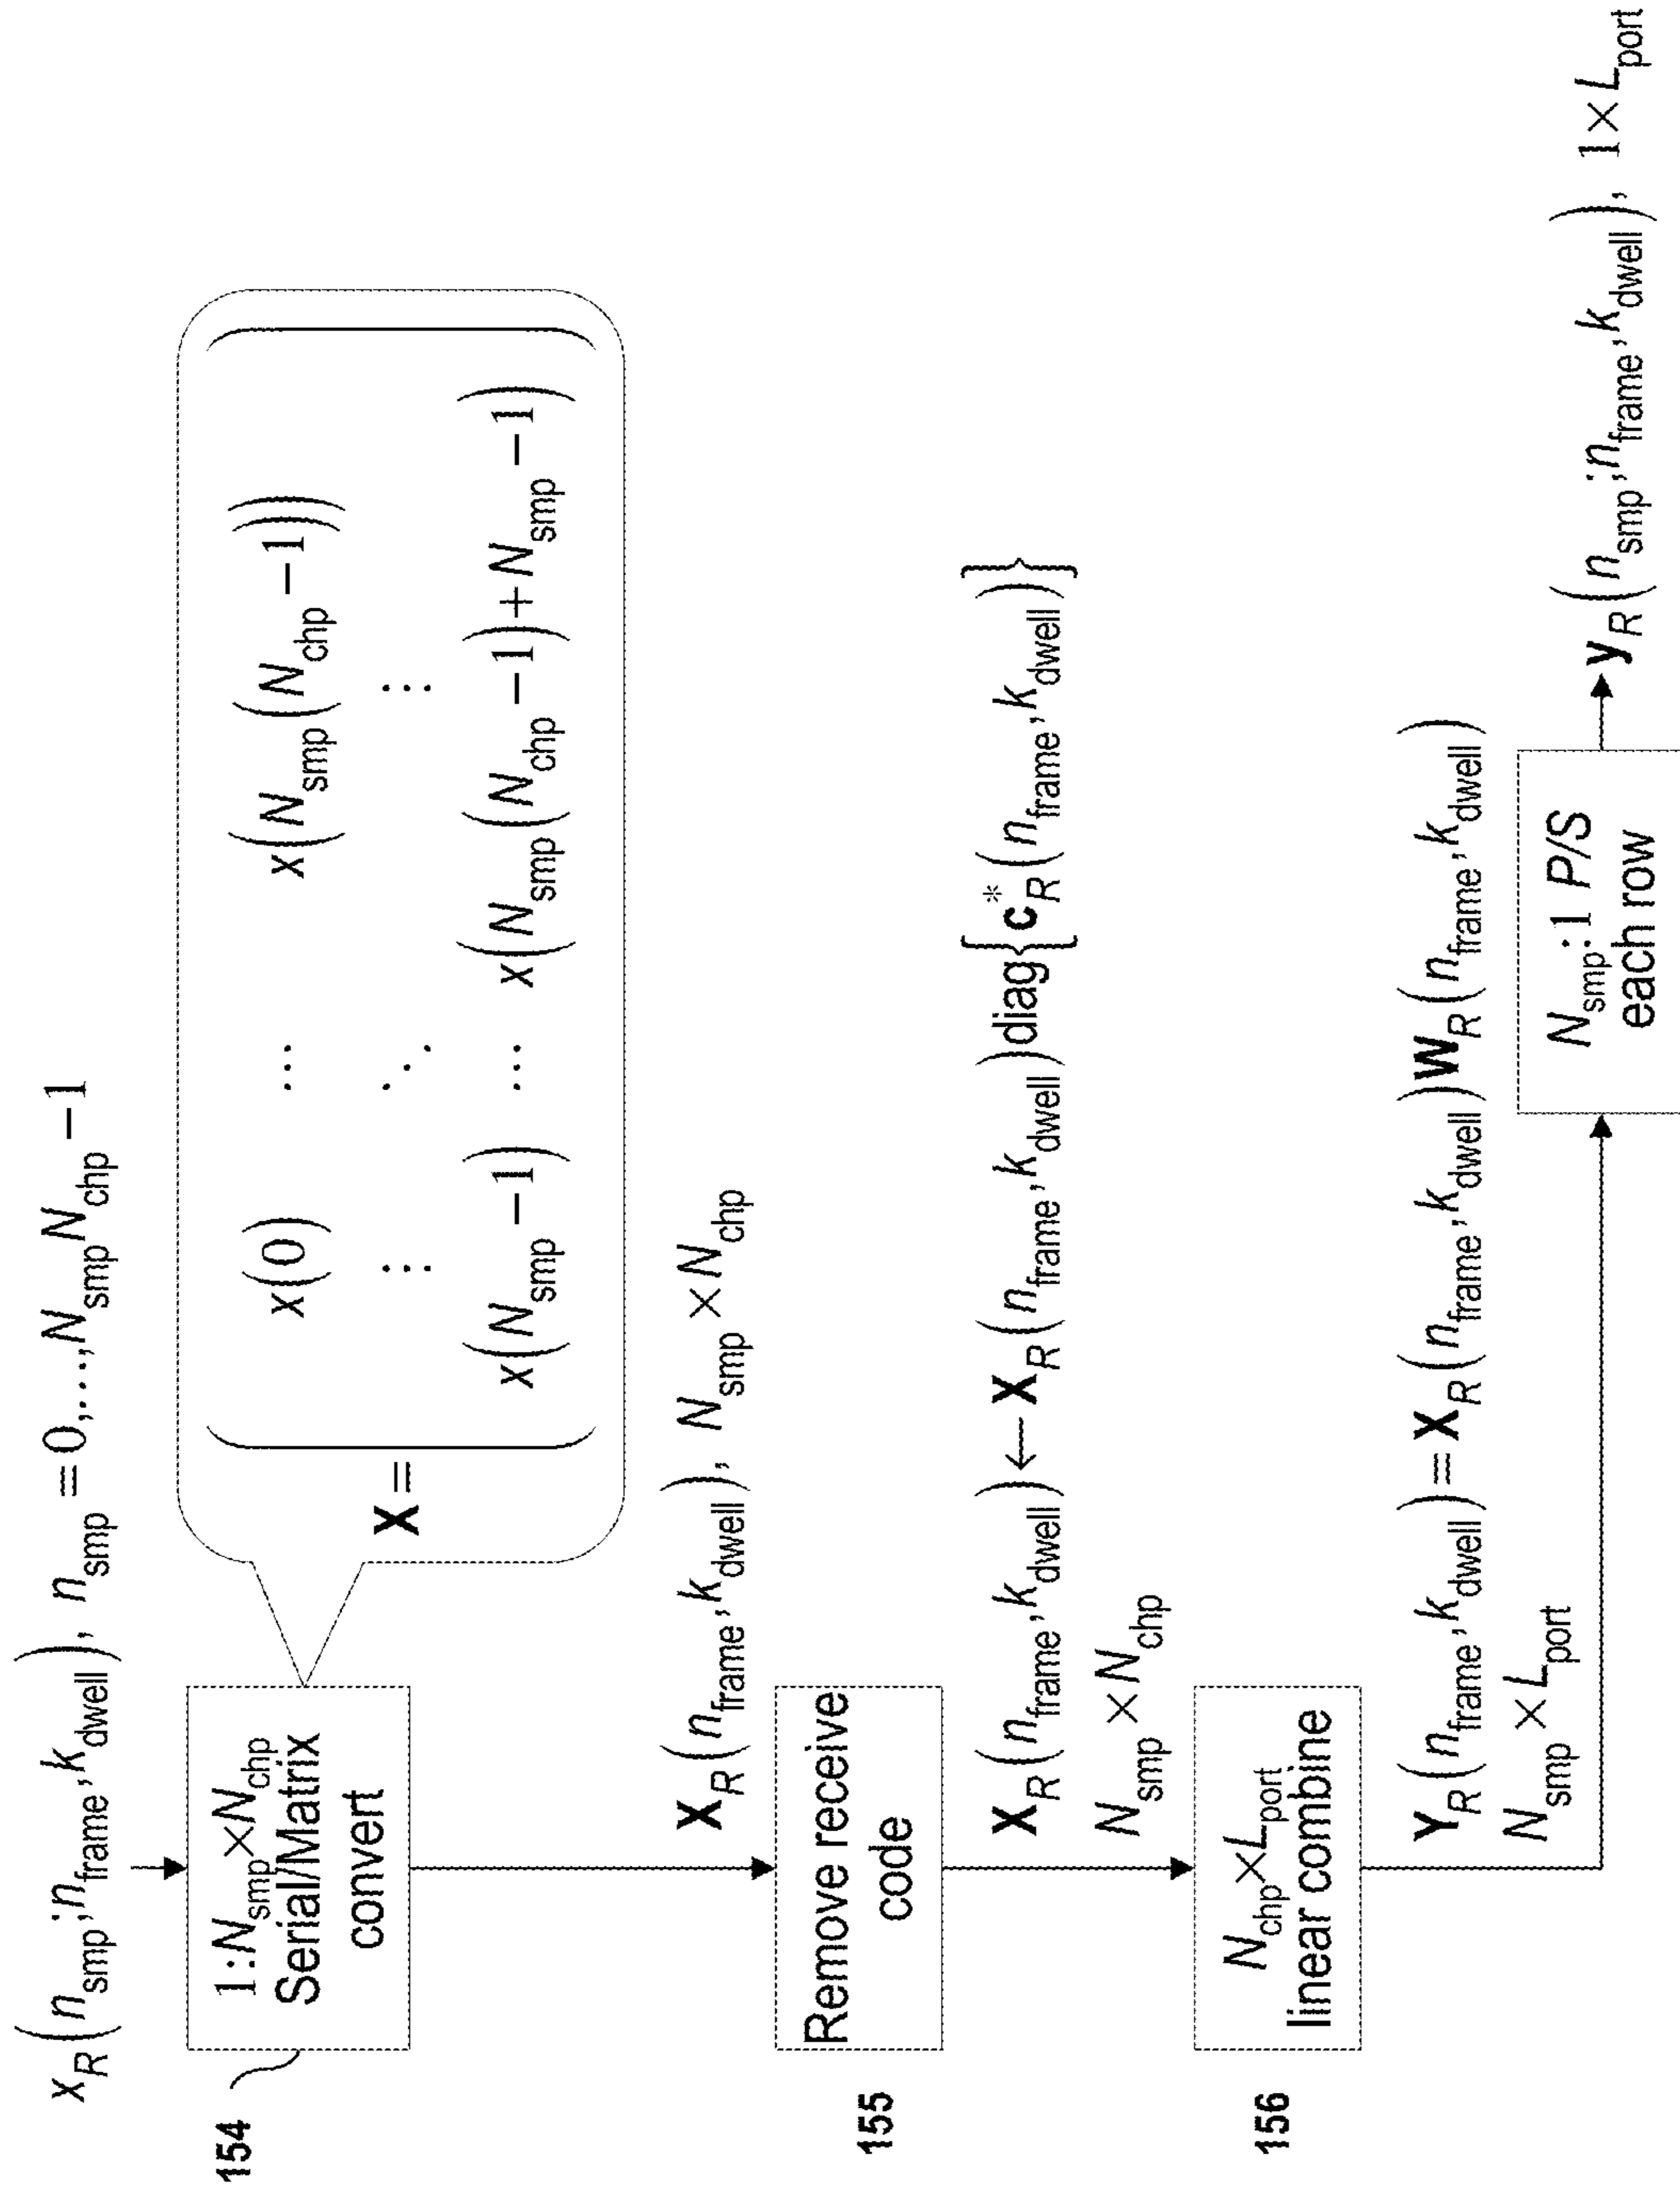 x_R(n_smp; n_frame, k_dwell), n_smp = 0,...,N_smp N_chp − 1
154
1:N_smp×N_chp
Serial/Matrix
convert
X =
x(0) ⋯ x(N_smp(N_chp − 1))
⋮ ⋱ ⋮
x(N_smp − 1) ⋯ x(N_smp(N_chp − 1) + N_smp − 1)
X_R(n_frame, k_dwell), N_smp × N_chp
155
Remove receive
code
X_R(n_frame, k_dwell) ← X_R(n_frame, k_dwell)diag{c*_R(n_frame, k_dwell)}
N_smp × N_chp
156
N_chp×L_port
linear combine
Y_R(n_frame, k_dwell) = X_R(n_frame, k_dwell)W_R(n_frame, k_dwell)
N_smp × L_port
N_smp:1 P/S
each row
y_R(n_smp; n_frame, k_dwell), 1×L_port